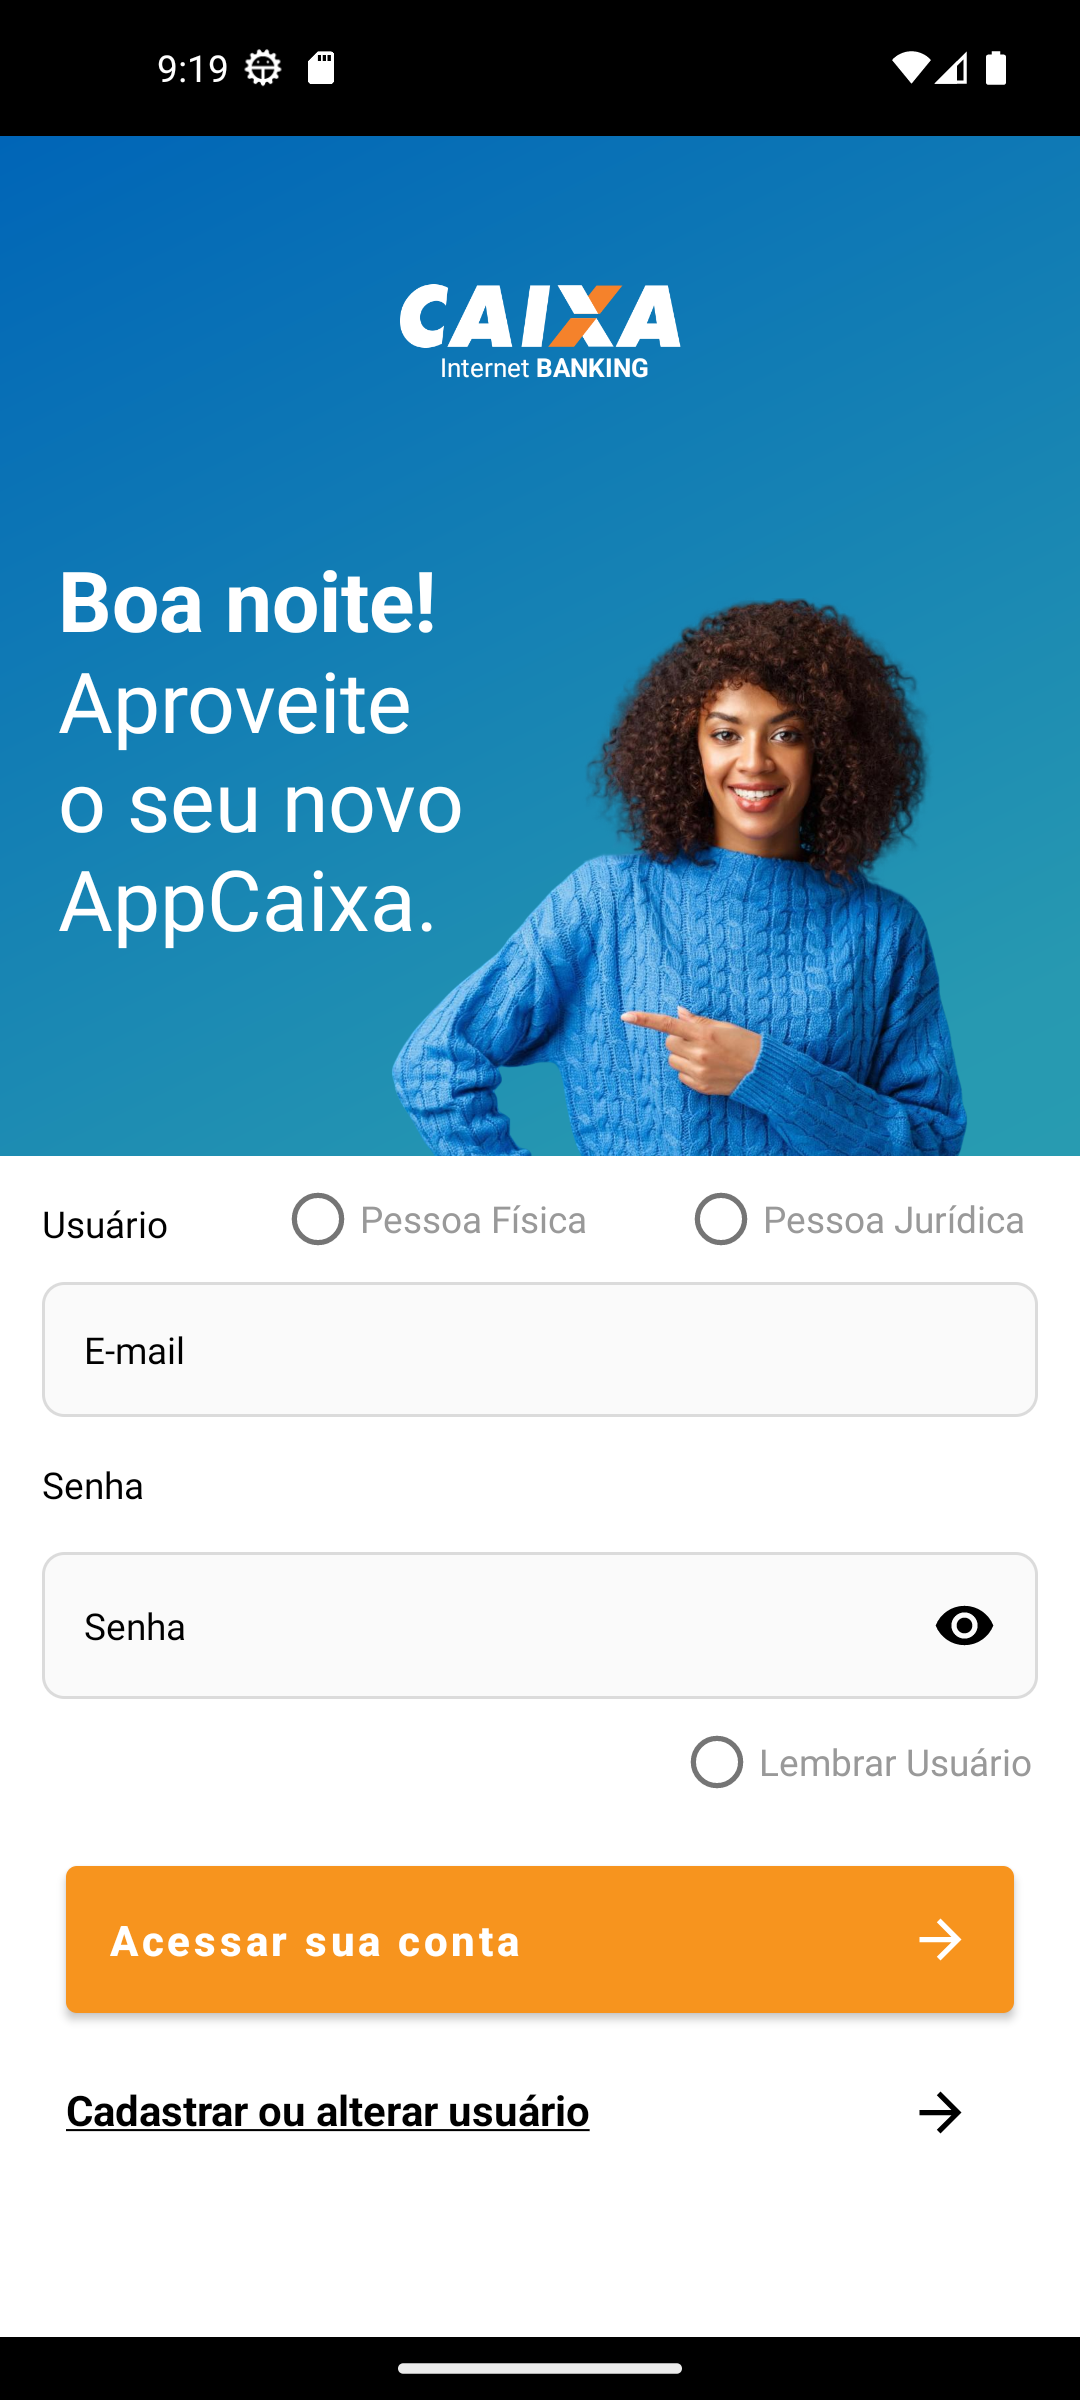 9:19
CAIXA
Internet BANKING
Boa noite!
Aproveite
o seu novo
AppCaixa.
Usuário
Pessoa Física
Pessoa Jurídica
E-mail
Senha
Senha
Lembrar Usuário
Acessar sua conta
Cadastrar ou alterar usuário